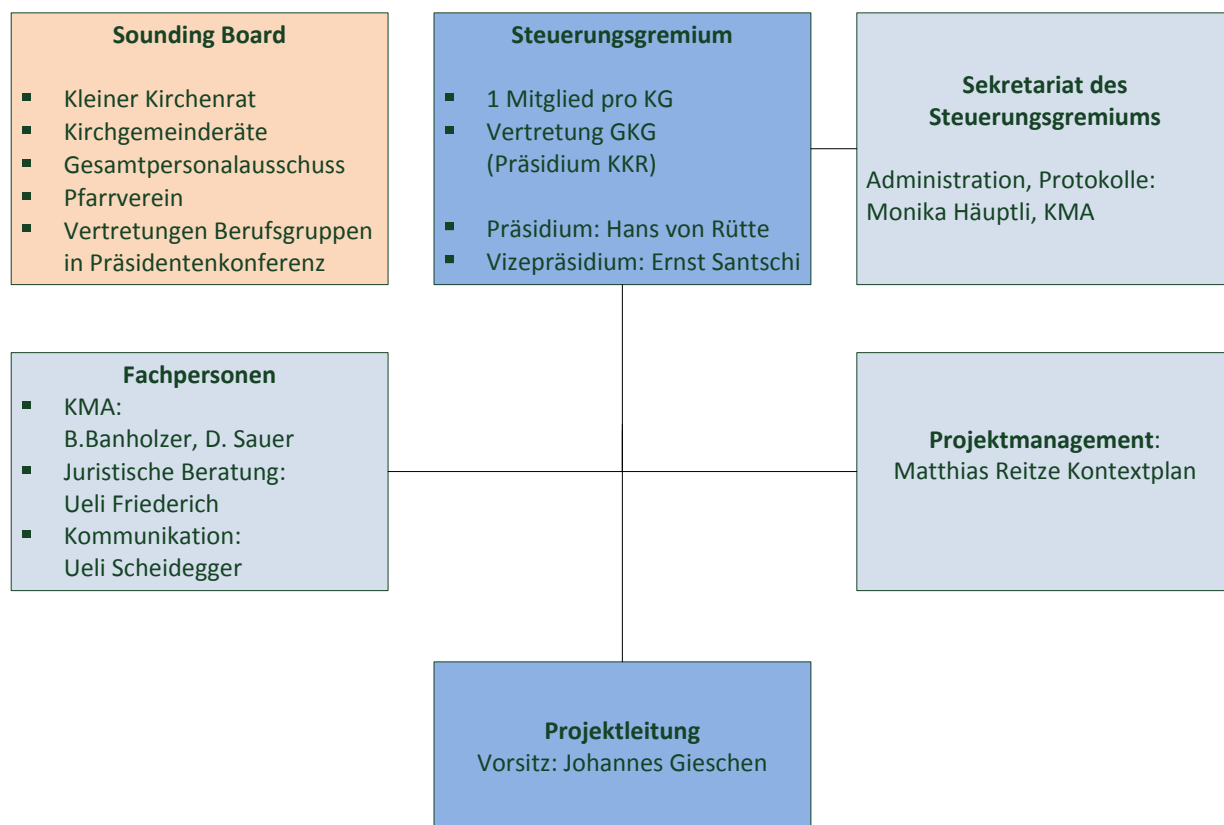 Sounding Board
▪ Kleiner Kirchenrat
▪ Kirchgemeinderäte
▪ Gesamtpersonalausschuss
▪ Pfarrverein
▪ Vertretungen Berufsgruppen
in Präsidentenkonferenz
Steuerungsgremium
▪ 1 Mitglied pro KG
▪ Vertretung GKG
(Präsidium KKR)
▪ Präsidium: Hans von Rütte
▪ Vizepräsidium: Ernst Santschi
Sekretariat des
Steuerungsgremiums
Administration, Protokolle:
Monika Häuptli, KMA
Fachpersonen
▪ KMA:
B.Banholzer, D. Sauer
▪ Juristische Beratung:
Ueli Friederich
▪ Kommunikation:
Ueli Scheidegger
Projektmanagement:
Matthias Reitze Kontextplan
Projektleitung
Vorsitz: Johannes Gieschen